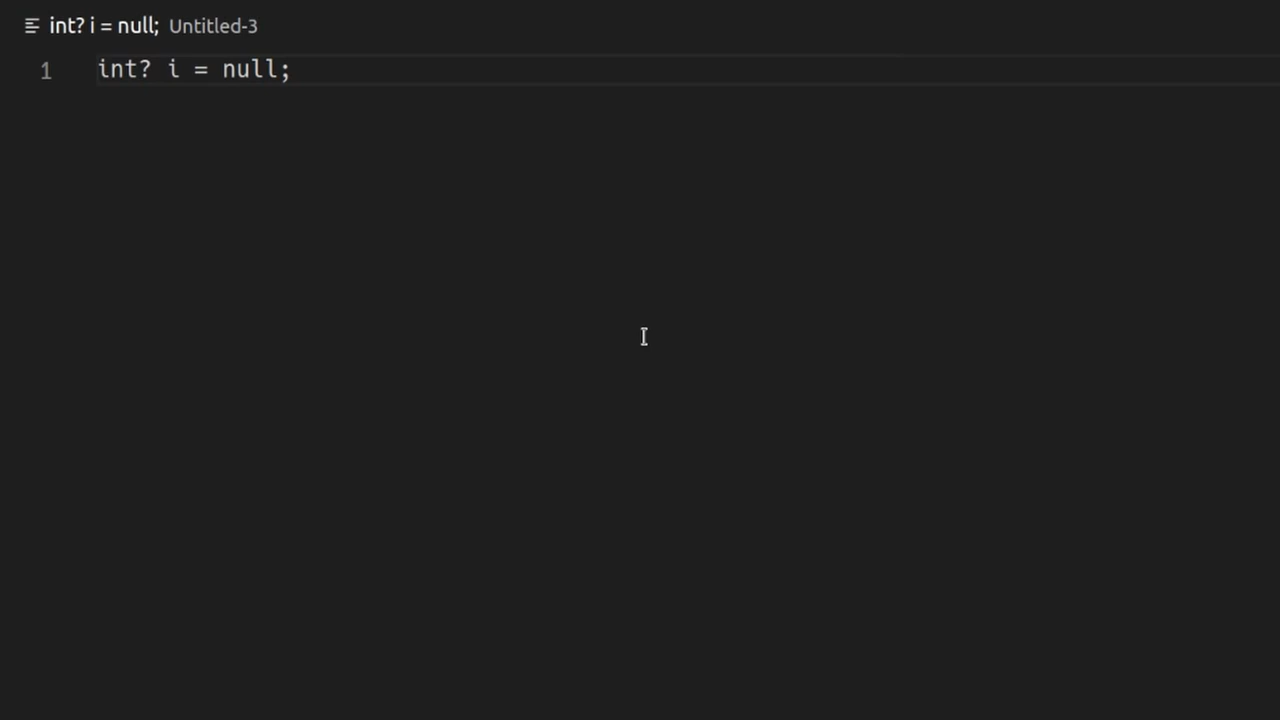 int? i = null; Untitled-3
1 int? i = null;